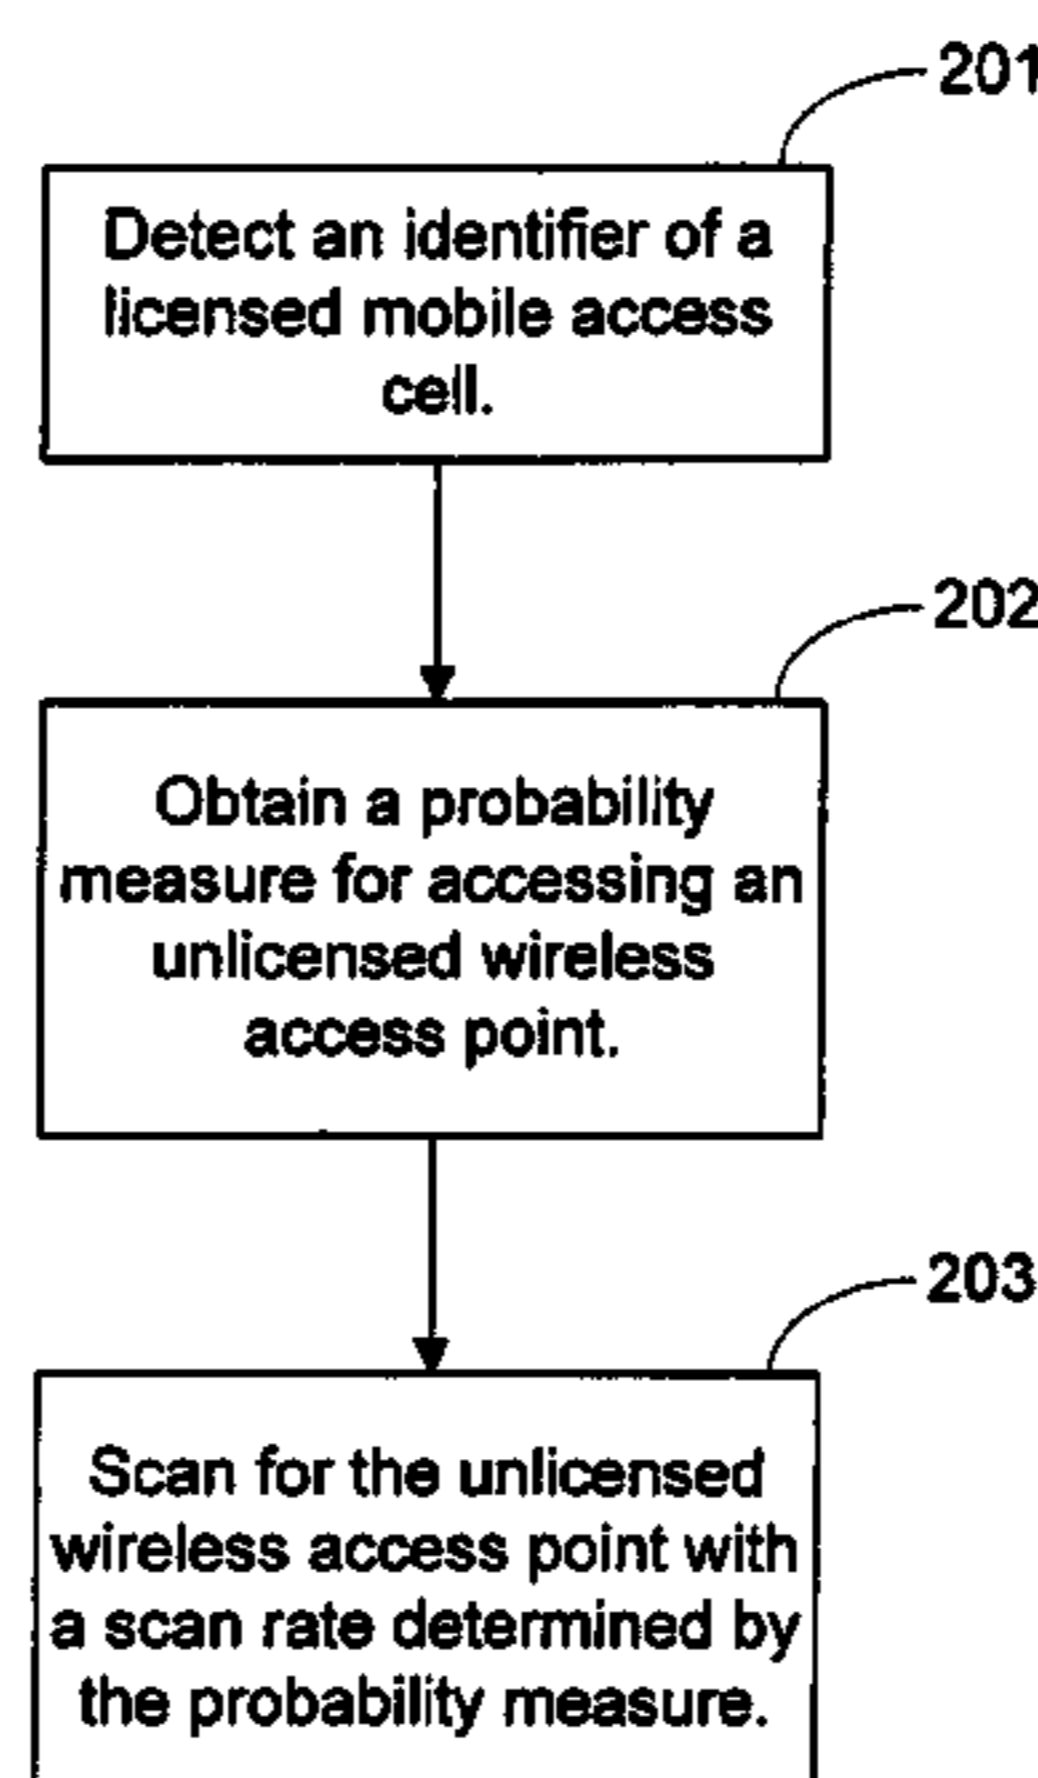 201
Detect an identifier of a
licensed mobile access
cell.
202
Obtain a probability
measure for accessing an
unlicensed wireless
access point.
203
Scan for the unlicensed
wireless access point with
a scan rate determined by
the probability measure.